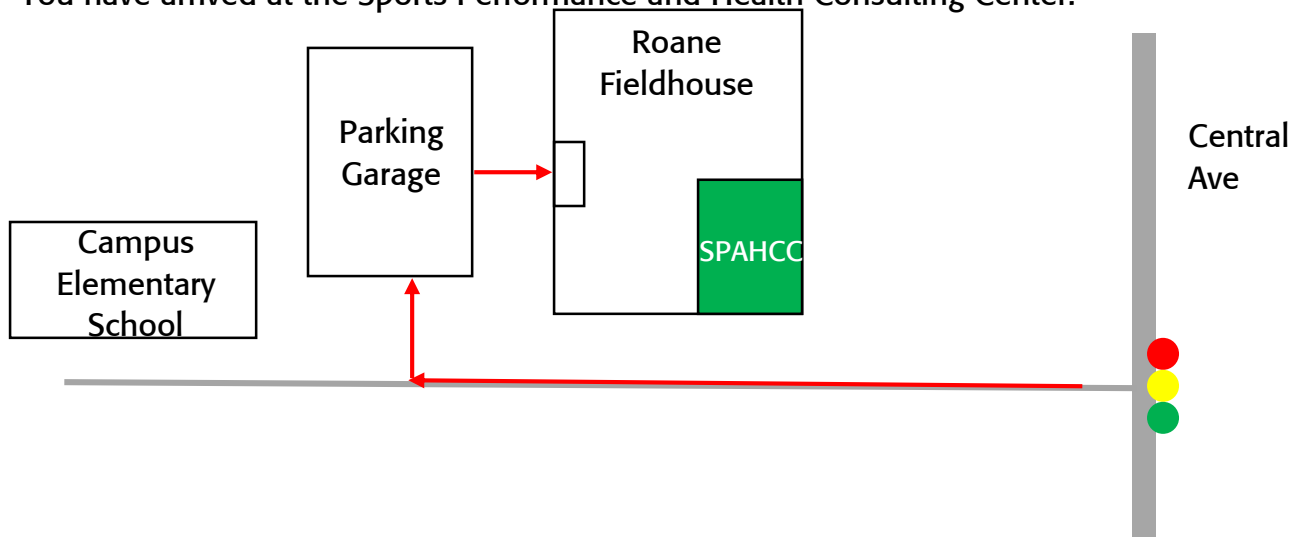 You have arrived at the Sports Performance and Health Consulting Center.
Roane
Fieldhouse
Parking
Garage
Central
Ave
Campus
Elementary
School
SPAHCC